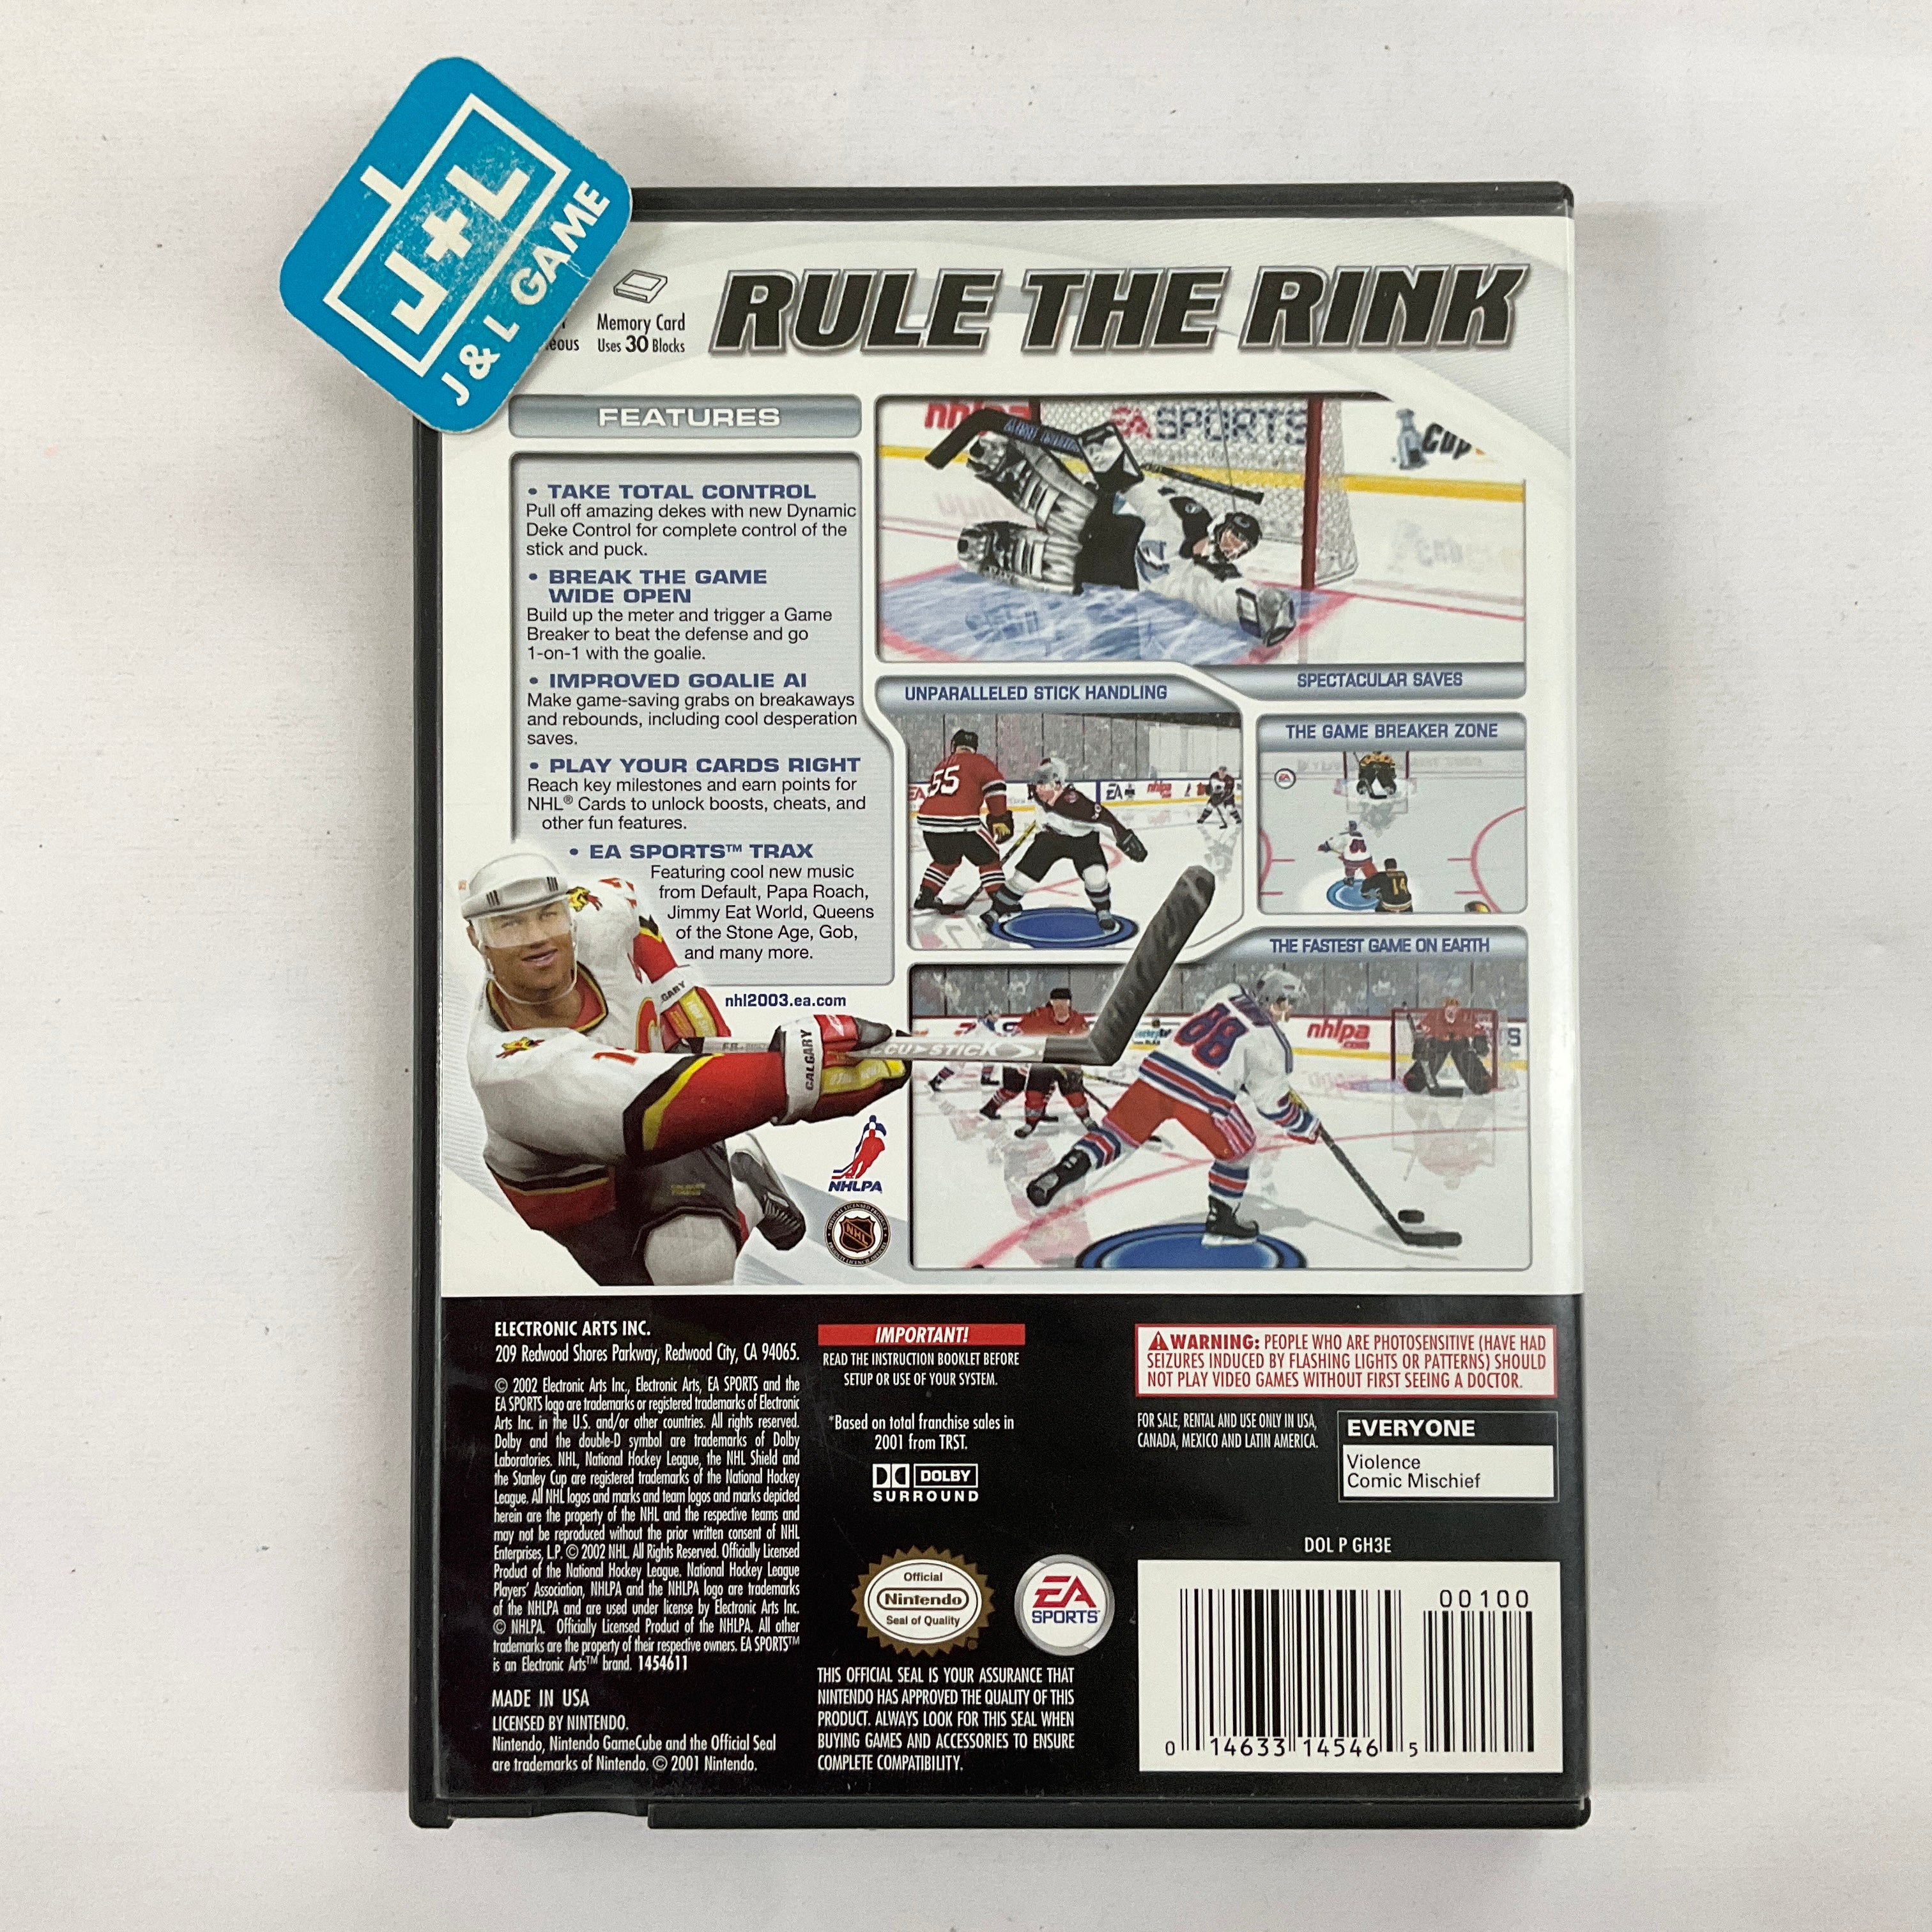 J+L
J & L GAME
Memory Card
Uses 30 Blocks
RULE THE RINK
FEATURES
• TAKE TOTAL CONTROL
Pull off amazing dekes with new Dynamic
Deke Control for complete control of the
stick and puck.
• BREAK THE GAME
WIDE OPEN
Build up the meter and trigger a Game
Breaker to beat the defense and go
1-on-1 with the goalie.
• IMPROVED GOALIE AI
Make game-saving grabs on breakaways
and rebounds, including cool desperation
saves.
• PLAY YOUR CARDS RIGHT
Reach key milestones and earn points for
NHL® Cards to unlock boosts, cheats, and
other fun features.
• EA SPORTS™ TRAX
Featuring cool new music
from Default, Papa Roach,
Jimmy Eat World, Queens
of the Stone Age, Gob,
and many more.
nhl2003.ea.com
EA SPORTS
Cup
SPECTACULAR SAVES
UNPARALLELED STICK HANDLING
55
EA
nhlpa
THE GAME BREAKER ZONE
14
THE FASTEST GAME ON EARTH
88
nhlpa
CALGARY
NHLPA
NHL
ELECTRONIC ARTS INC.
209 Redwood Shores Parkway, Redwood City, CA 94065.
© 2002 Electronic Arts Inc., Electronic Arts, EA SPORTS and the
EA SPORTS logo are trademarks or registered trademarks of Electronic
Arts Inc. in the U.S. and/or other countries. All rights reserved.
Dolby and the double-D symbol are trademarks of Dolby
Laboratories. NHL, National Hockey League, the NHL Shield and
the Stanley Cup are registered trademarks of the National Hockey
League. All NHL logos and marks and team logos and marks depicted
herein are the property of the NHL and the respective teams and
may not be reproduced without the prior written consent of NHL
Enterprises, L.P. © 2002 NHL. All Rights Reserved. Officially Licensed
Product of the National Hockey League. National Hockey League
Players' Association, NHLPA and the NHLPA logo are trademarks
of the NHLPA and are used under license by Electronic Arts Inc.
© NHLPA. Officially Licensed Product of the NHLPA. All other
trademarks are the property of their respective owners. EA SPORTS™
is an Electronic Arts™ brand. 1454611
MADE IN USA
LICENSED BY NINTENDO.
Nintendo, Nintendo GameCube and the Official Seal
are trademarks of Nintendo. © 2001 Nintendo.
IMPORTANT!
READ THE INSTRUCTION BOOKLET BEFORE
SETUP OR USE OF YOUR SYSTEM.
*Based on total franchise sales in
2001 from TRST.
DOLBY
SURROUND
Official
Nintendo
Seal of Quality
EA
SPORTS™
THIS OFFICIAL SEAL IS YOUR ASSURANCE THAT
NINTENDO HAS APPROVED THE QUALITY OF THIS
PRODUCT. ALWAYS LOOK FOR THIS SEAL WHEN
BUYING GAMES AND ACCESSORIES TO ENSURE
COMPLETE COMPATIBILITY.
WARNING: PEOPLE WHO ARE PHOTOSENSITIVE (HAVE HAD
SEIZURES INDUCED BY FLASHING LIGHTS OR PATTERNS) SHOULD
NOT PLAY VIDEO GAMES WITHOUT FIRST SEEING A DOCTOR.
FOR SALE, RENTAL AND USE ONLY IN USA,
CANADA, MEXICO AND LATIN AMERICA.
EVERYONE
Violence
Comic Mischief
DOL P GH3E
00100
0 14633 14546 5